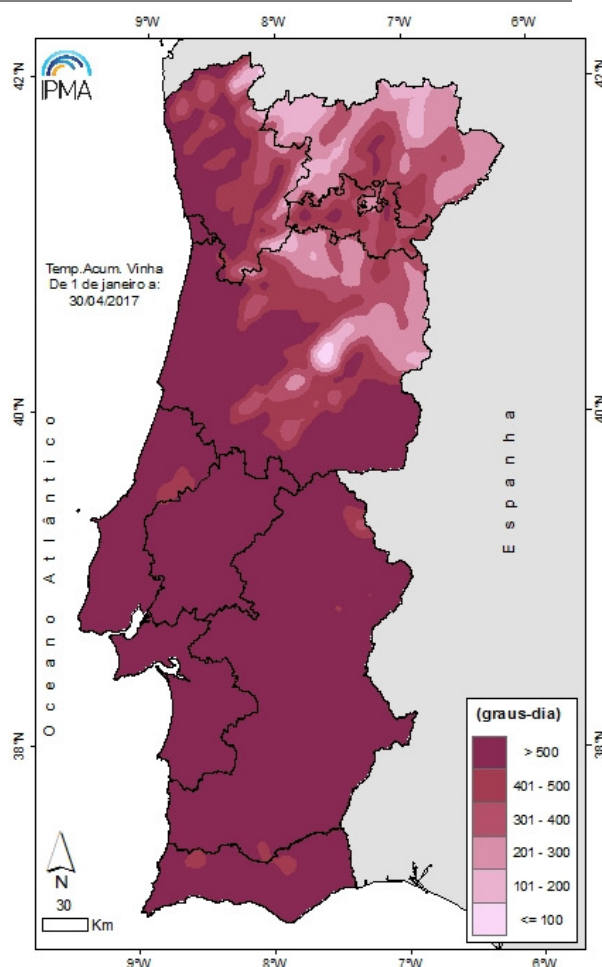 9°W 8°W 7°W 6°W
42°N 42°N
IPMA
Temp.Acum. Vinha
De 1 de janeiro a:
30/04/2017
40°N 40°N
Oceano Atlântico
Espanha
38°N 38°N
(graus-dia)
> 500
401 - 500
301 - 400
201 - 300
101 - 200
<= 100
N
30
Km
9°W 8°W 7°W 6°W